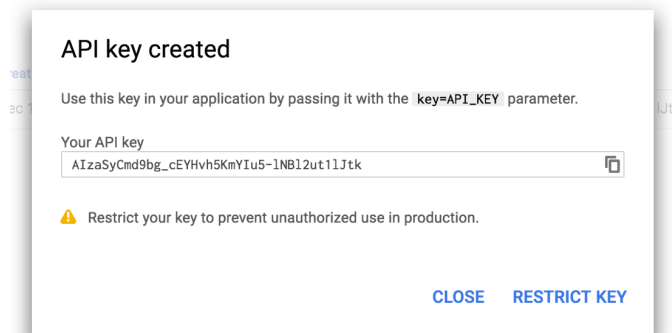 API key created
Use this key in your application by passing it with the key=API_KEY parameter.
Your API key
AIzaSyCmd9bg_cEYHvh5KmYIu5-lNBl2ut1lJtk
Restrict your key to prevent unauthorized use in production.
CLOSE RESTRICT KEY